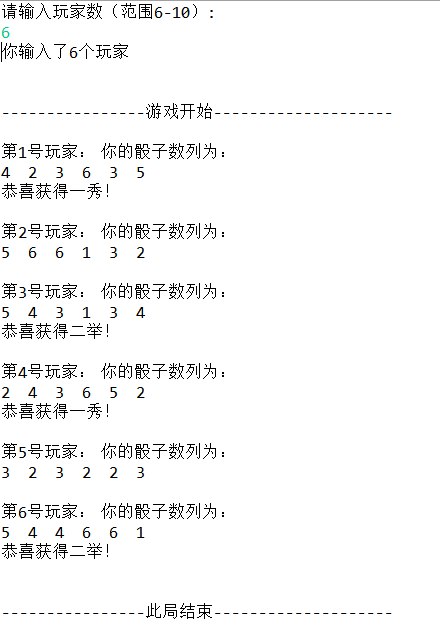 请输入玩家数（范围6-10）:
6
你输入了6个玩家
----------------游戏开始--------------------
第1号玩家： 你的骰子数列为:
4 2 3 6 3 5
恭喜获得一秀!
第2号玩家： 你的骰子数列为:
5 6 6 1 3 2
第3号玩家： 你的骰子数列为:
5 4 3 1 3 4
恭喜获得二举!
第4号玩家： 你的骰子数列为:
2 4 3 6 5 2
恭喜获得一秀!
第5号玩家： 你的骰子数列为:
3 2 3 2 2 3
第6号玩家： 你的骰子数列为:
5 4 4 6 6 1
恭喜获得二举!
----------------此局结束--------------------